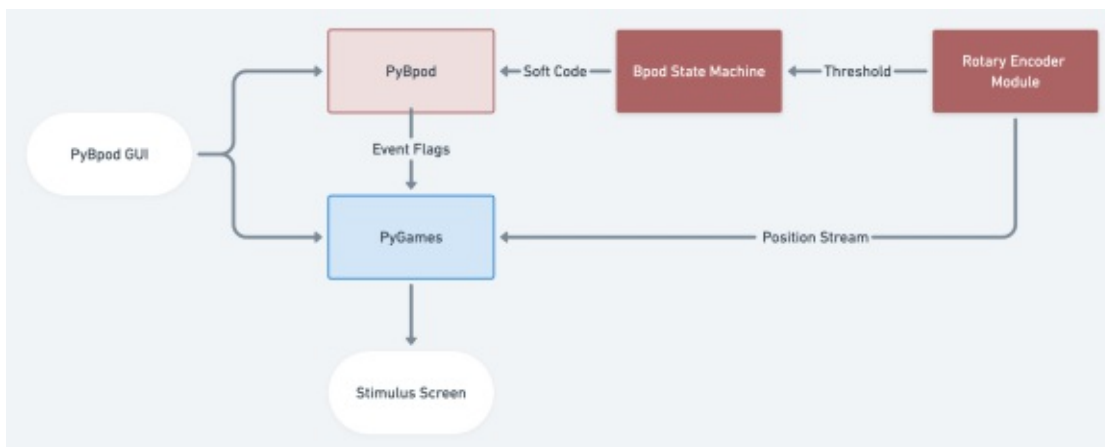 PyBpod
Soft Code
Bpod State Machine
Threshold
Rotary Encoder
Module
PyBpod GUI
Event Flags
PyGames
Position Stream
Stimulus Screen